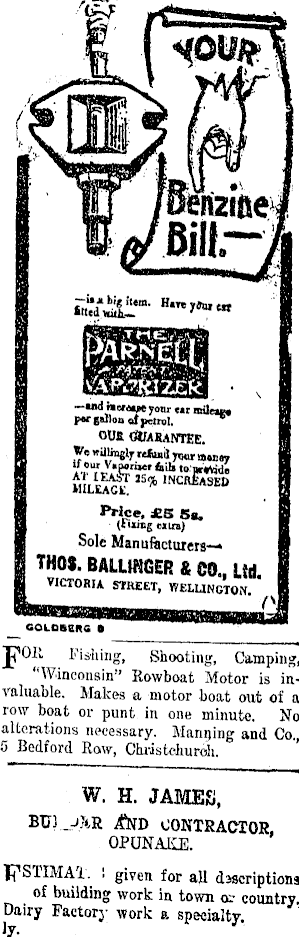 YOUR
Benzine
Bill.—
—is a big item. Have your car
fitted with—
THE
PARNELL
VAPORIZER
—and increase your car mileage
per gallon of petrol.
OUR GUARANTEE.
We willingly refund your money
if our Vaporizer fails to provide
AT LEAST 25% INCREASED
MILEAGE.
Price, £5 5s.
(Fixing extra)
Sole Manufacturers—
THOS. BALLINGER & CO., Ltd.
VICTORIA STREET, WELLINGTON.
GOLDBERG 8
FOR Fishing, Shooting, Camping,
"Winconsin" Rowboat Motor is in-
valuable. Makes a motor boat out of a
row boat or punt in one minute. No
alterations necessary. Manning and Co.,
5 Bedford Row, Christchurch.
W. H. JAMES,
BUILDER AND CONTRACTOR,
OPUNAKE.
ESTIMAT given for all descriptions
of building work in town or country,
Dairy Factory work a specialty.
ly.